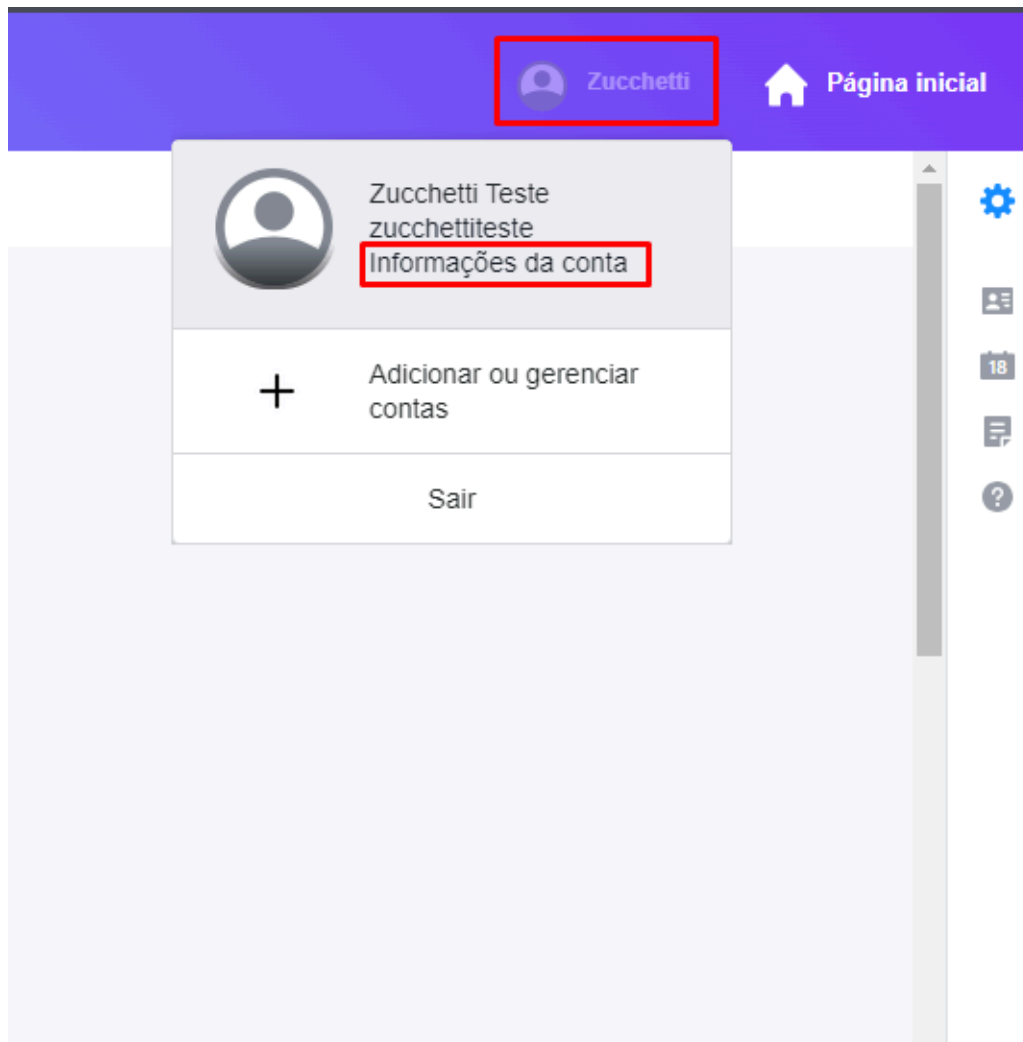 Zucchetti
Página inicial
Zucchetti Teste
zucchettiteste
Informações da conta
Adicionar ou gerenciar
contas
Sair
18
?